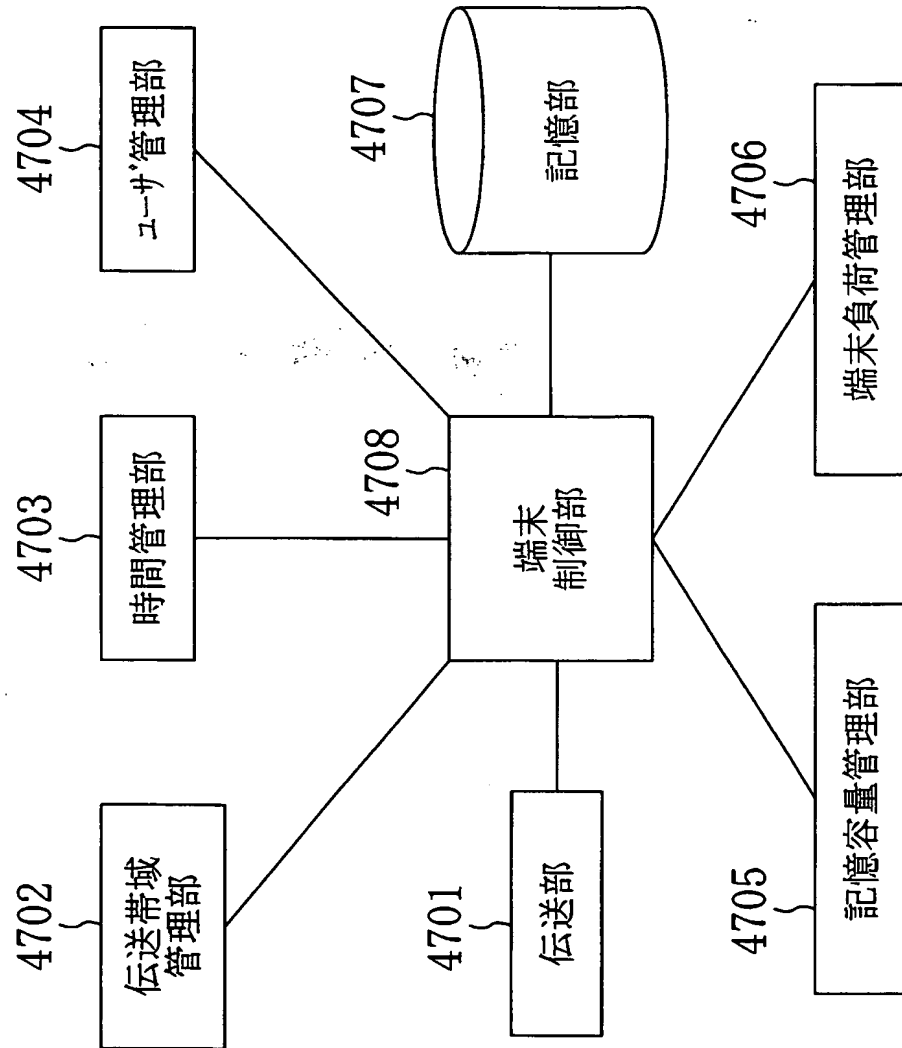 4702
伝送帯域
管理部
4703
時間管理部
4704
ユーザ管理部
4701
伝送部
4708
端末
制御部
4707
記憶部
4705
記憶容量管理部
4706
端末負荷管理部